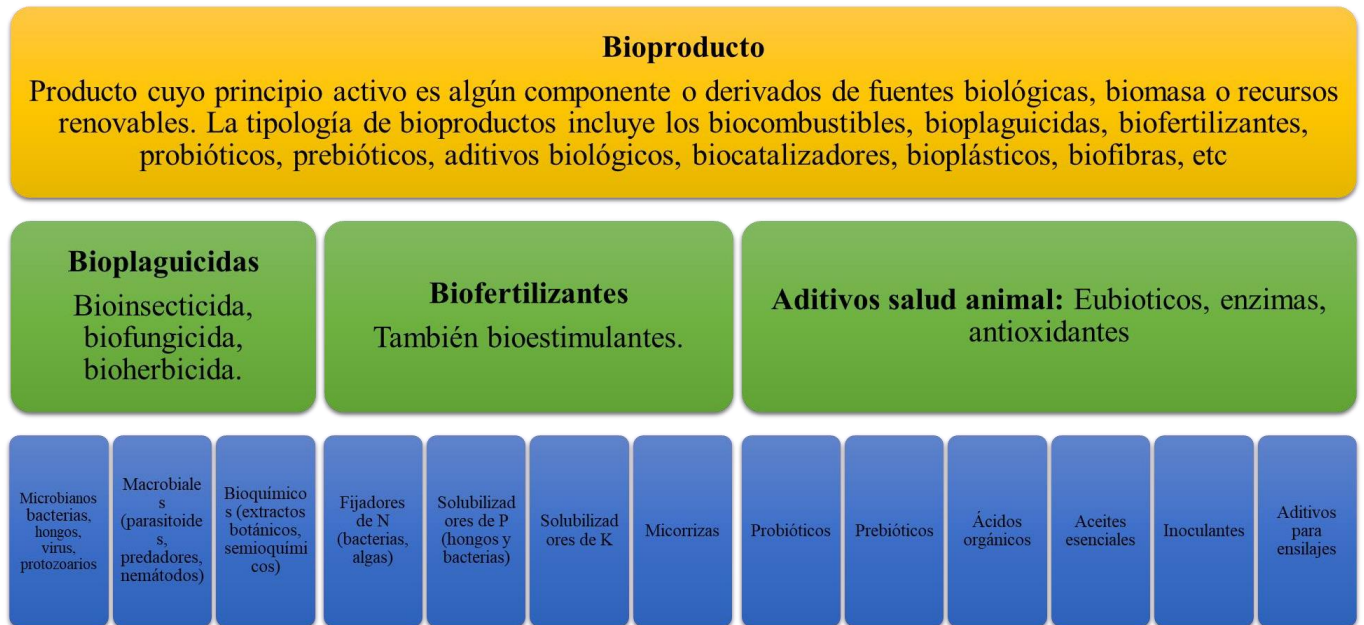 Bioproducto
Producto cuyo principio activo es algún componente o derivados de fuentes biológicas, biomasa o recursos
renovables. La tipología de bioproductos incluye los biocombustibles, bioplaguicidas, biofertilizantes,
probióticos, prebióticos, aditivos biológicos, biocatalizadores, bioplásticos, biofibras, etc
Bioplaguicidas
Bioinsecticida,
biofungicida,
bioherbicida.
Biofertilizantes
También bioestimulantes.
Aditivos salud animal: Eubioticos, enzimas,
antioxidantes
Microbianos
bacterias,
hongos,
virus,
protozoarios
Macrobiale
s
(parasitoide
s,
predadores,
nemátodos)
Bioquímico
s (extractos
botánicos,
semioquími
cos)
Fijadores
de N
(bacterias,
algas)
Solubilizad
ores de P
(hongos y
bacterias)
Solubilizad
ores de K
Micorrizas
Probióticos
Prebióticos
Ácidos
orgánicos
Aceites
esenciales
Inoculantes
Aditivos
para
ensilajes